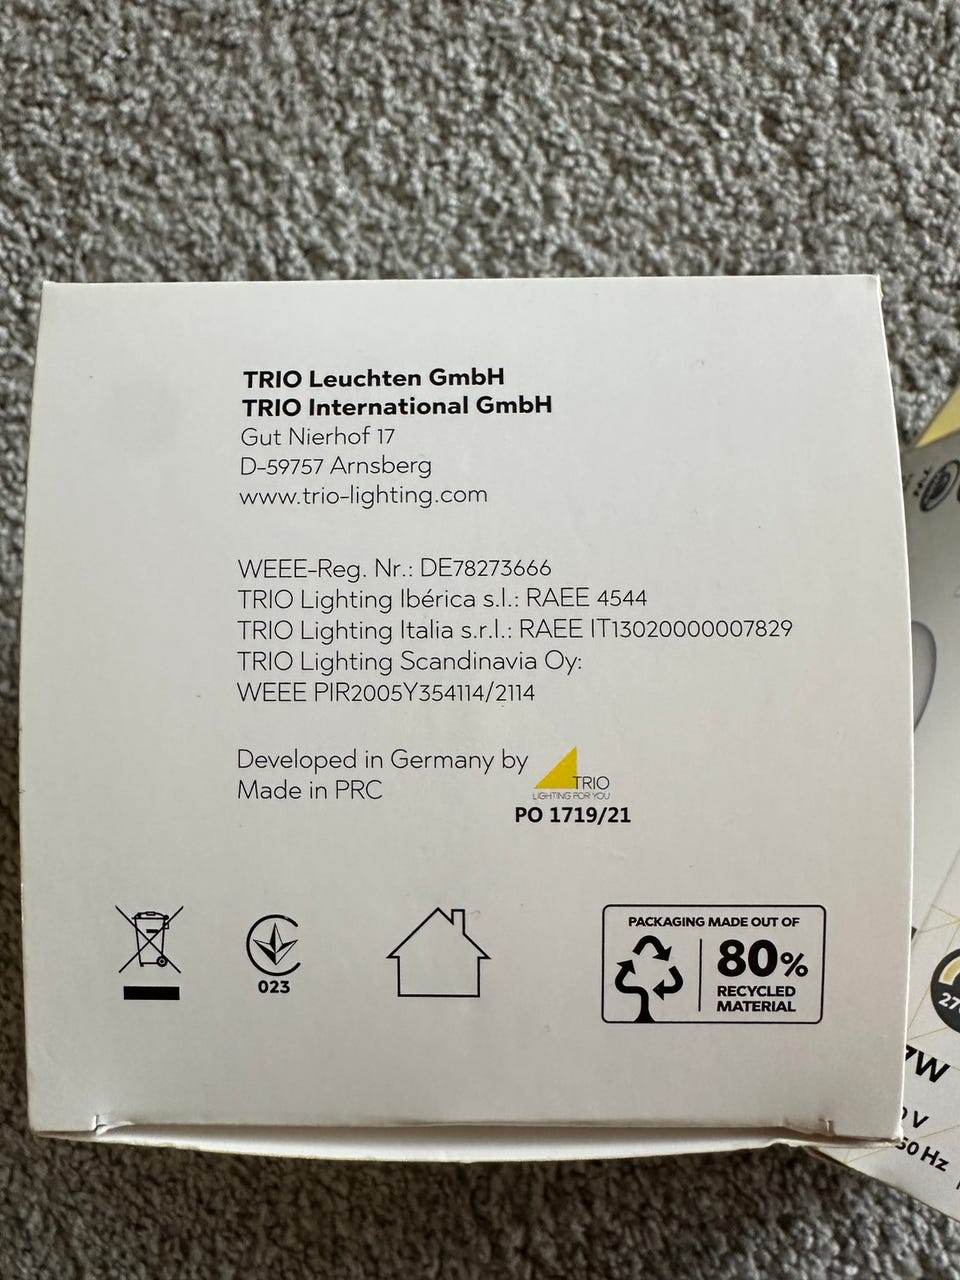 TRIO Leuchten GmbH
TRIO International GmbH
Gut Nierhof 17
D-59757 Arnsberg
www.trio-lighting.com
WEEE-Reg. Nr.: DE78273666
TRIO Lighting Ibérica s.l.: RAEE 4544
TRIO Lighting Italia s.r.l.: RAEE IT13020000007829
TRIO Lighting Scandinavia Oy:
WEEE PIR2005Y354114/2114
Developed in Germany by
Made in PRC
TRIO
LIGHTING FOR YOU
PO 1719/21
023
PACKAGING MADE OUT OF
80%
RECYCLED
MATERIAL
7W
V
50 Hz